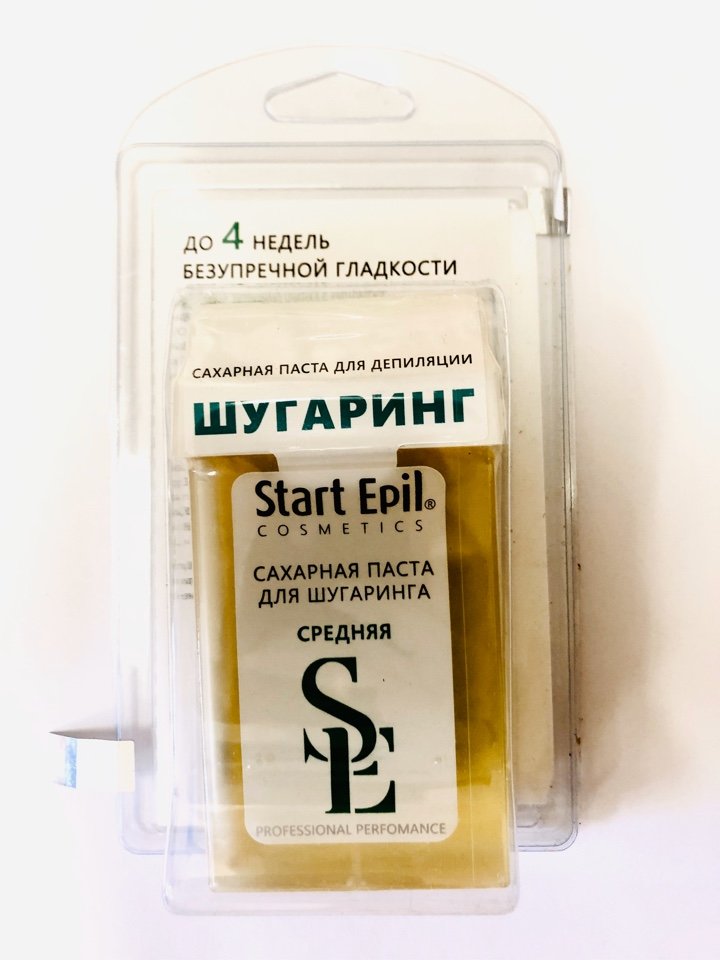 ДО 4 НЕДЕЛЬ
БЕЗУПРЕЧНОЙ ГЛАДКОСТИ
САХАРНАЯ ПАСТА ДЛЯ ДЕПИЛЯЦИИ
ШУГАРИНГ
Start Epil®
COSMETICS
САХАРНАЯ ПАСТА
ДЛЯ ШУГАРИНГА
СРЕДНЯЯ
SE
PROFESSIONAL PERFOMANCE